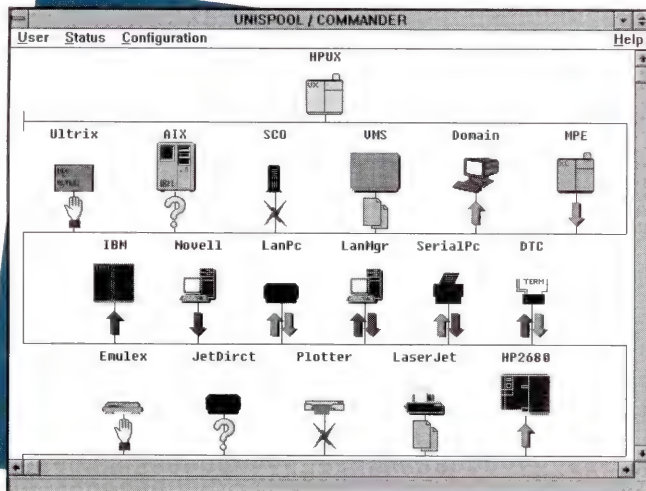 UNISPOOL / COMMANDER
User Status Configuration Help
HPUX
UX
Ultrix AIX SCO VMS Domain MPE
IBM Novell LanPc LanMgr SerialPc DTC
TERM
Emulex JetDirct Plotter LaserJet HP2680